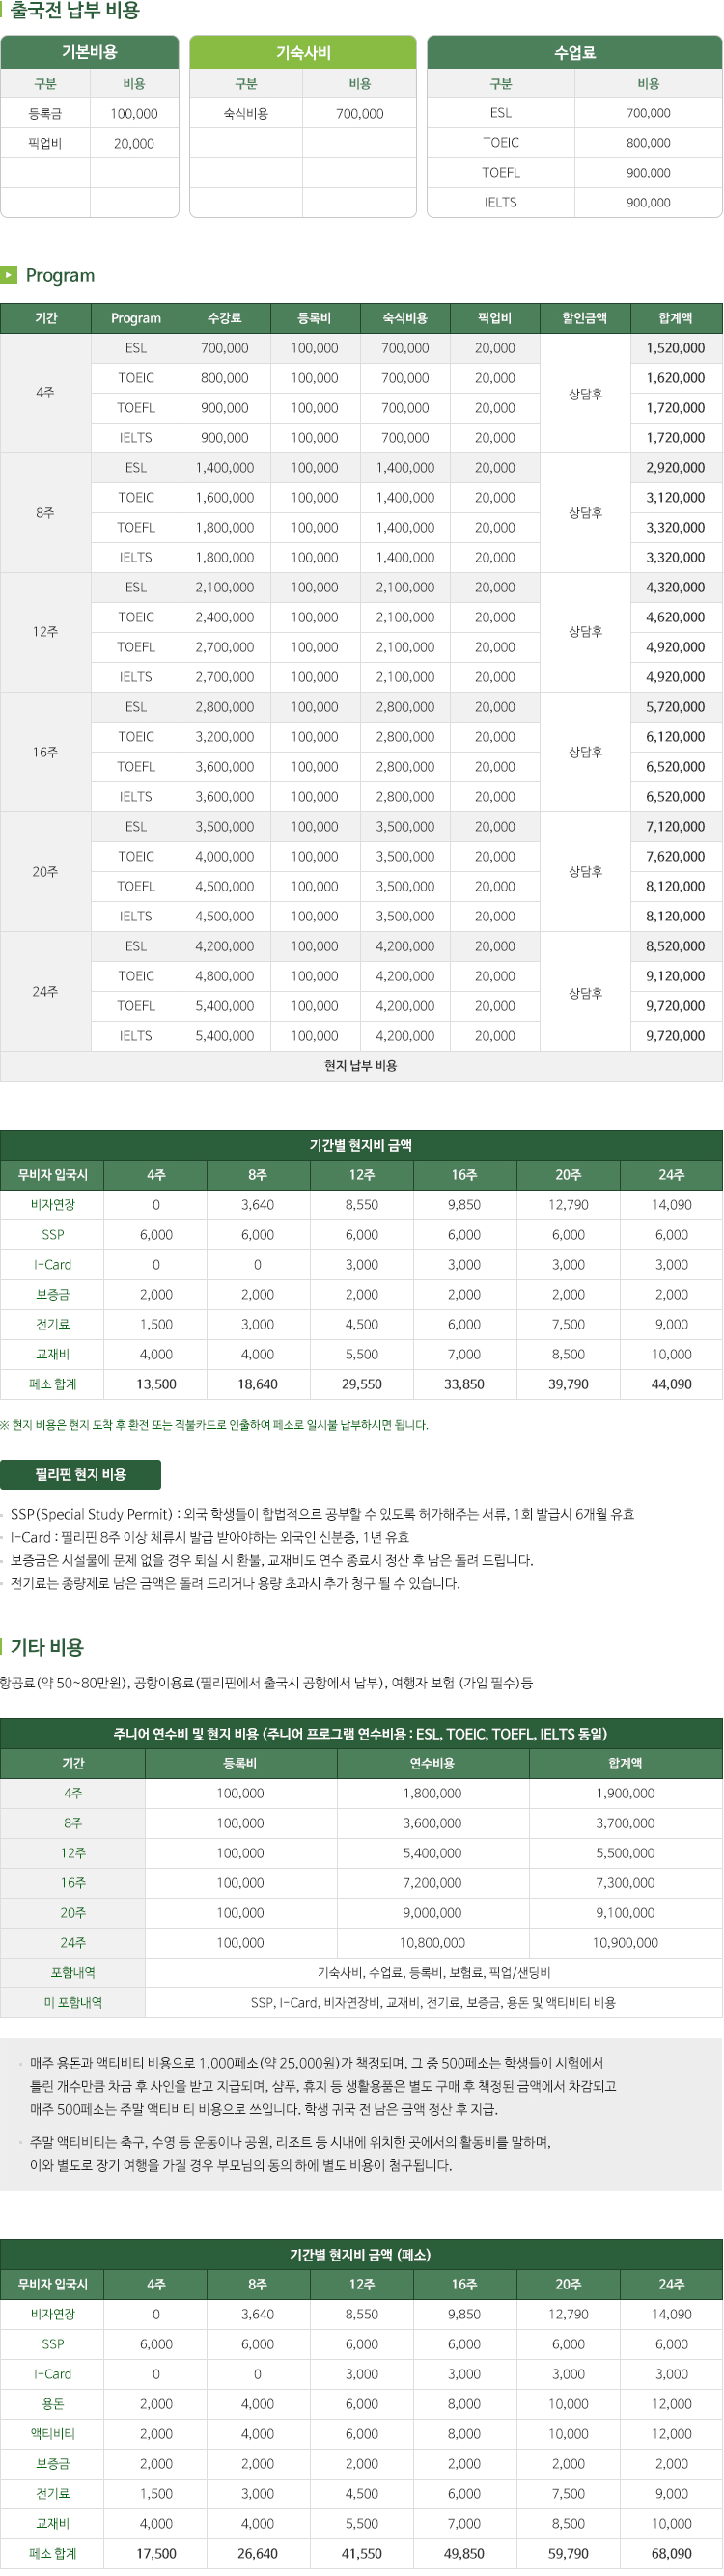 출국전 납부 비용
기본비용
구분 비용
등록금 100,000
픽업비 20,000
기숙사비
구분 비용
숙식비용 700,000
수업료
구분 비용
ESL 700,000
TOEIC 800,000
TOEFL 900,000
IELTS 900,000
Program
기간 Program 수강료 등록비 숙식비용 픽업비 할인금액 합계액
4주 상담후
ESL 700,000 100,000 700,000 20,000 1,520,000
TOEIC 800,000 100,000 700,000 20,000 1,620,000
TOEFL 900,000 100,000 700,000 20,000 1,720,000
IELTS 900,000 100,000 700,000 20,000 1,720,000
8주 상담후
ESL 1,400,000 100,000 1,400,000 20,000 2,920,000
TOEIC 1,600,000 100,000 1,400,000 20,000 3,120,000
TOEFL 1,800,000 100,000 1,400,000 20,000 3,320,000
IELTS 1,800,000 100,000 1,400,000 20,000 3,320,000
12주 상담후
ESL 2,100,000 100,000 2,100,000 20,000 4,320,000
TOEIC 2,400,000 100,000 2,100,000 20,000 4,620,000
TOEFL 2,700,000 100,000 2,100,000 20,000 4,920,000
IELTS 2,700,000 100,000 2,100,000 20,000 4,920,000
16주 상담후
ESL 2,800,000 100,000 2,800,000 20,000 5,720,000
TOEIC 3,200,000 100,000 2,800,000 20,000 6,120,000
TOEFL 3,600,000 100,000 2,800,000 20,000 6,520,000
IELTS 3,600,000 100,000 2,800,000 20,000 6,520,000
20주 상담후
ESL 3,500,000 100,000 3,500,000 20,000 7,120,000
TOEIC 4,000,000 100,000 3,500,000 20,000 7,620,000
TOEFL 4,500,000 100,000 3,500,000 20,000 8,120,000
IELTS 4,500,000 100,000 3,500,000 20,000 8,120,000
24주 상담후
ESL 4,200,000 100,000 4,200,000 20,000 8,520,000
TOEIC 4,800,000 100,000 4,200,000 20,000 9,120,000
TOEFL 5,400,000 100,000 4,200,000 20,000 9,720,000
IELTS 5,400,000 100,000 4,200,000 20,000 9,720,000
현지 납부 비용
기간별 현지비 금액
무비자 입국시 4주 8주 12주 16주 20주 24주
비자연장 0 3,640 8,550 9,850 12,790 14,090
SSP 6,000 6,000 6,000 6,000 6,000 6,000
I-Card 0 0 3,000 3,000 3,000 3,000
보증금 2,000 2,000 2,000 2,000 2,000 2,000
전기료 1,500 3,000 4,500 6,000 7,500 9,000
교재비 4,000 4,000 5,500 7,000 8,500 10,000
페소 합계 13,500 18,640 29,550 33,850 39,790 44,090
※ 현지 비용은 현지 도착 후 환전 또는 직불카드로 인출하여 페소로 일시불 납부하시면 됩니다.
필리핀 현지 비용
SSP(Special Study Permit) : 외국 학생들이 합법적으르 공부할 수 있도록 허가해주는 서류, 1회 발급시 6개월 유효
I-Card : 필리핀 8주 이상 체류시 발급 받아야하는 외국인 신분증, 1년 유효
보증금은 시설물에 문제 없을 경우 퇴실 시 환불, 교재비도 연수 종료시 정산 후 남은 돌려 드립니다.
전기료는 종량제로 남은 금액은 돌려 드리거나 용량 초과시 추가 청구 될 수 있습니다.
기타 비용
항공료(약 50~80만원), 공항이용료(필리핀에서 출국시 공항에서 납부), 여행자 보험 (가입 필수)등
주니어 연수비 및 현지 비용 (주니어 프로그램 연수비용 : ESL, TOEIC, TOEFL, IELTS 동일)
기간 등록비 연수비용 합계액
4주 100,000 1,800,000 1,900,000
8주 100,000 3,600,000 3,700,000
12주 100,000 5,400,000 5,500,000
16주 100,000 7,200,000 7,300,000
20주 100,000 9,000,000 9,100,000
24주 100,000 10,800,000 10,900,000
포함내역 기숙사비, 수업료, 등록비, 보험료, 픽업/샌딩비
미 포함내역 SSP, I-Card, 비자연장비, 교재비, 전기료, 보증금, 용돈 및 액티비티 비용
매주 용돈과 액티비티 비용으로 1,000페소(약 25,000원)가 책정되며, 그 중 500페소는 학생들이 시험에서
틀린 개수만큼 차금 후 사인을 받고 지급되며, 샴푸, 휴지 등 생활용품은 별도 구매 후 책정된 금액에서 차감되고
매주 500페소는 주말 액티비티 비용으로 쓰입니다. 학생 귀국 전 남은 금액 정산 후 지급.
주말 액티비티는 축구, 수영 등 운동이나 공원, 리조트 등 시내에 위치한 곳에서의 활동비를 말하며,
이와 별도로 장기 여행을 가질 경우 부모님의 동의 하에 별도 비용이 첨구됩니다.
기간별 현지비 금액 (페소)
무비자 입국시 4주 8주 12주 16주 20주 24주
비자연장 0 3,640 8,550 9,850 12,790 14,090
SSP 6,000 6,000 6,000 6,000 6,000 6,000
I-Card 0 0 3,000 3,000 3,000 3,000
용돈 2,000 4,000 6,000 8,000 10,000 12,000
액티비티 2,000 4,000 6,000 8,000 10,000 12,000
보증금 2,000 2,000 2,000 2,000 2,000 2,000
전기료 1,500 3,000 4,500 6,000 7,500 9,000
교재비 4,000 4,000 5,500 7,000 8,500 10,000
페소 합계 17,500 26,640 41,550 49,850 59,790 68,090